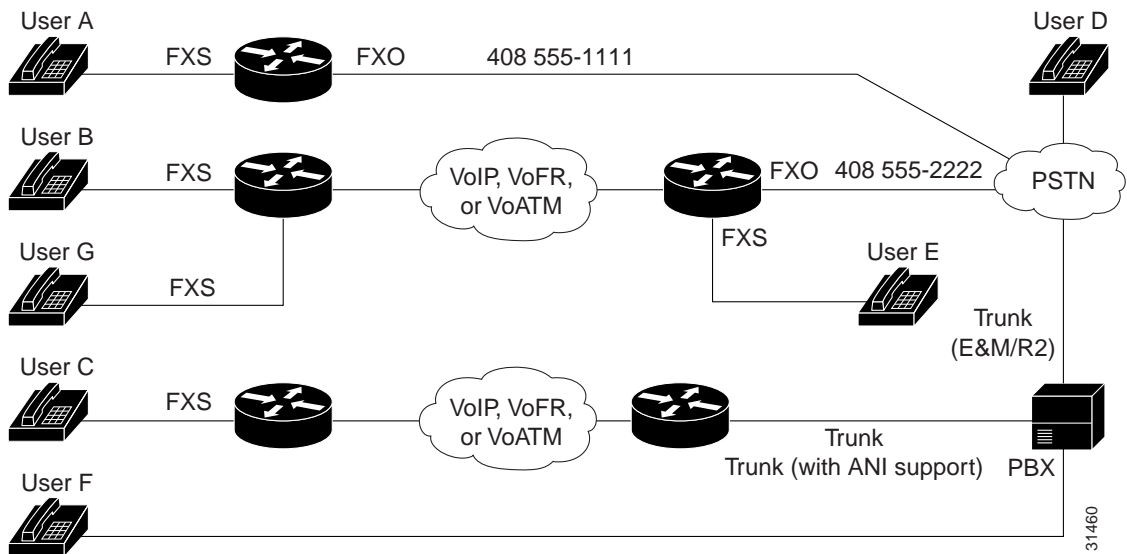 User A
User D
FXS
FXO
408 555-1111
User B
FXS
VoIP, VoFR,
or VoATM
FXO
408 555-2222
PSTN
User G
FXS
FXS
User E
Trunk
(E&M/R2)
User C
FXS
VoIP, VoFR,
or VoATM
Trunk
Trunk (with ANI support)
PBX
User F
31460